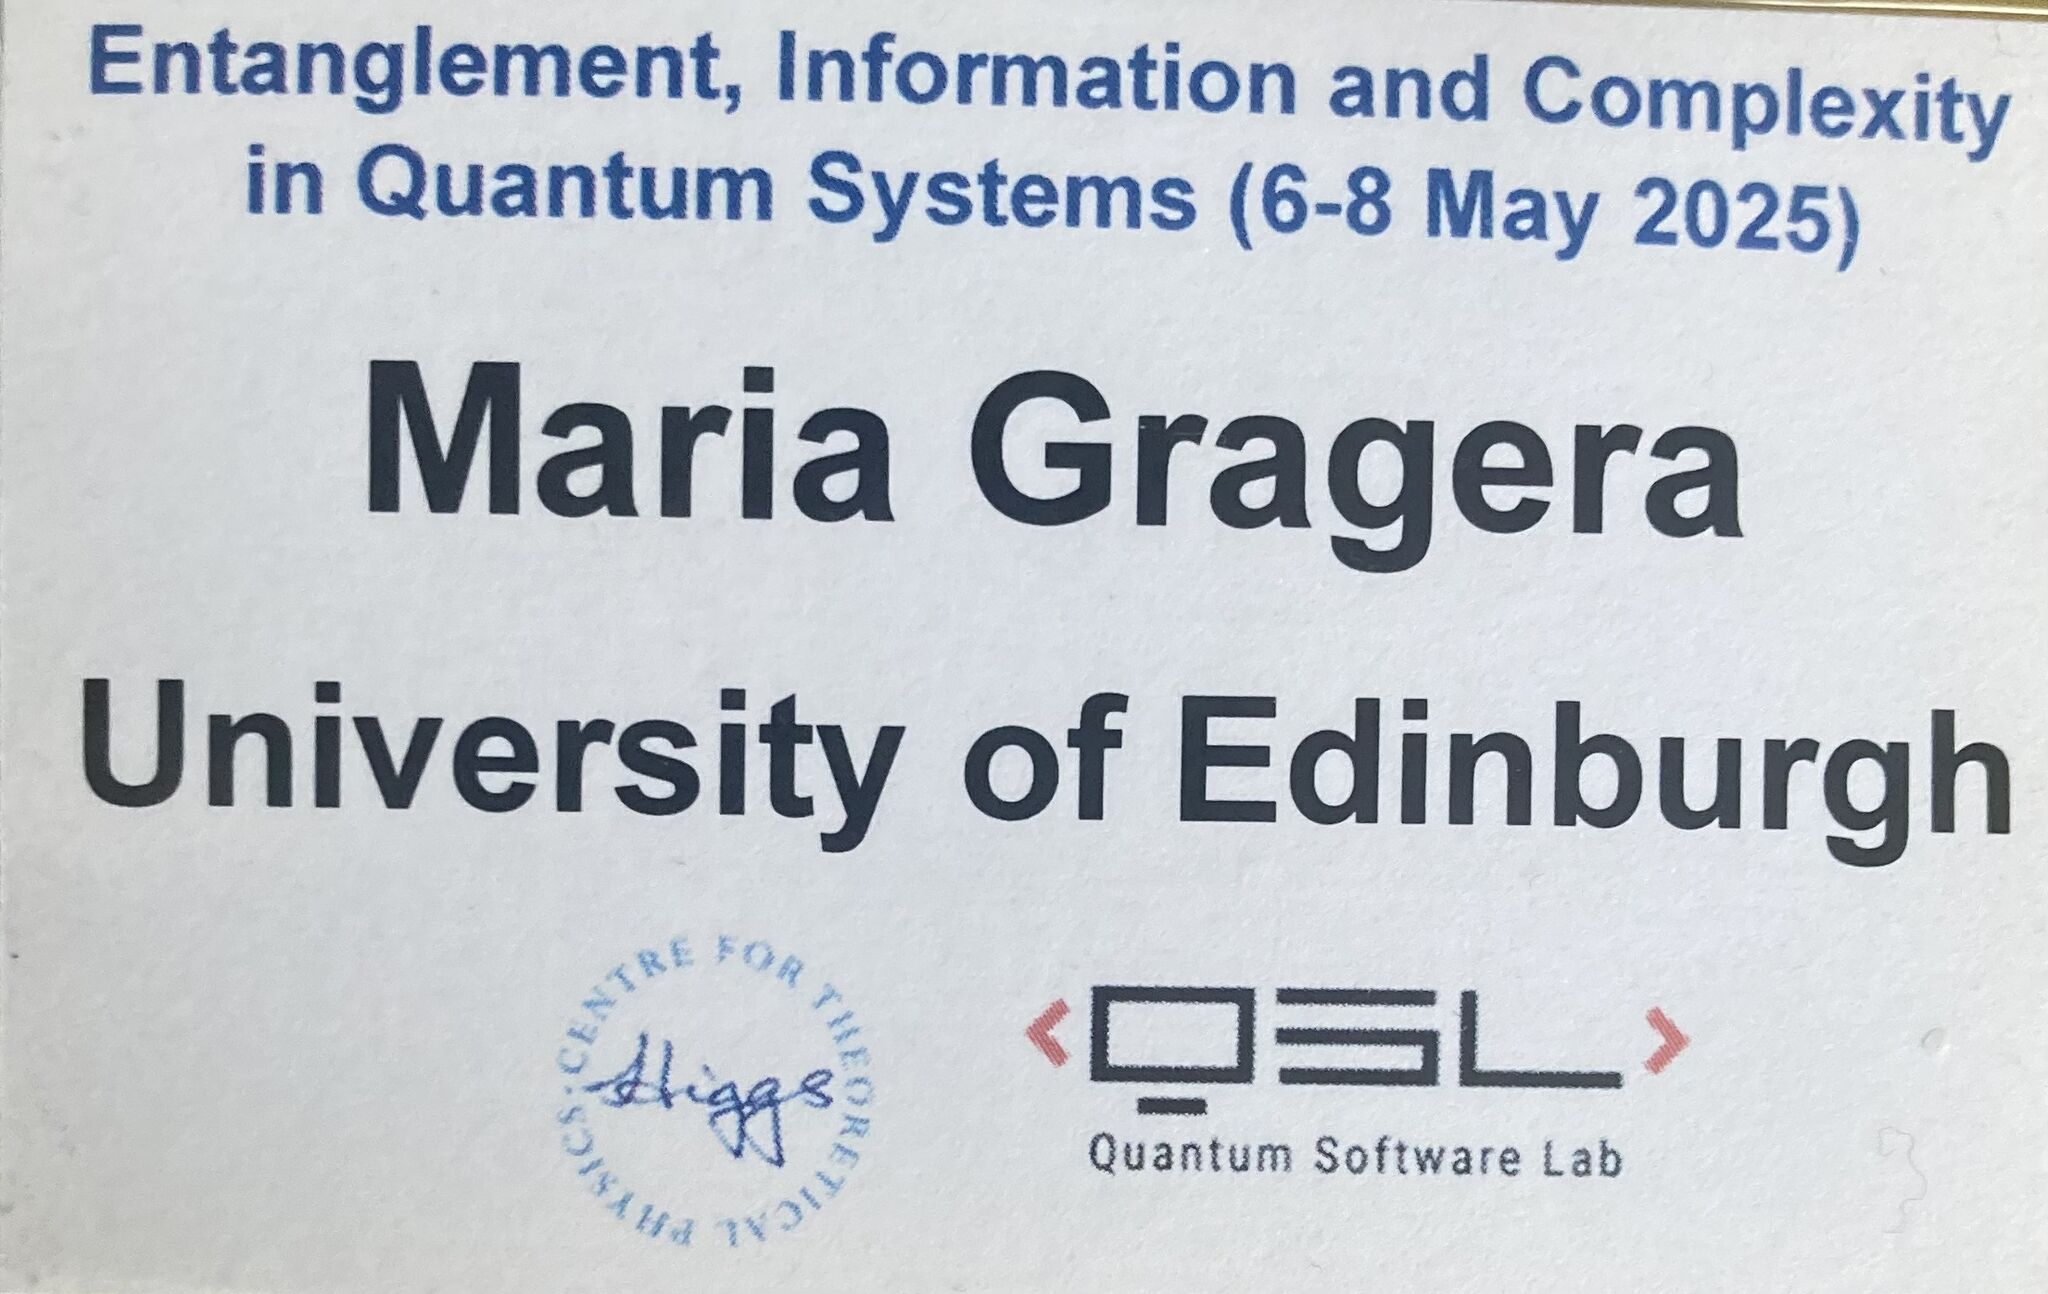 Entanglement, Information and Complexity
in Quantum Systems (6-8 May 2025)
Maria Gragera
University of Edinburgh
CENTRE FOR THEORETICAL PHYSICS
Higgs
QSL
Quantum Software Lab